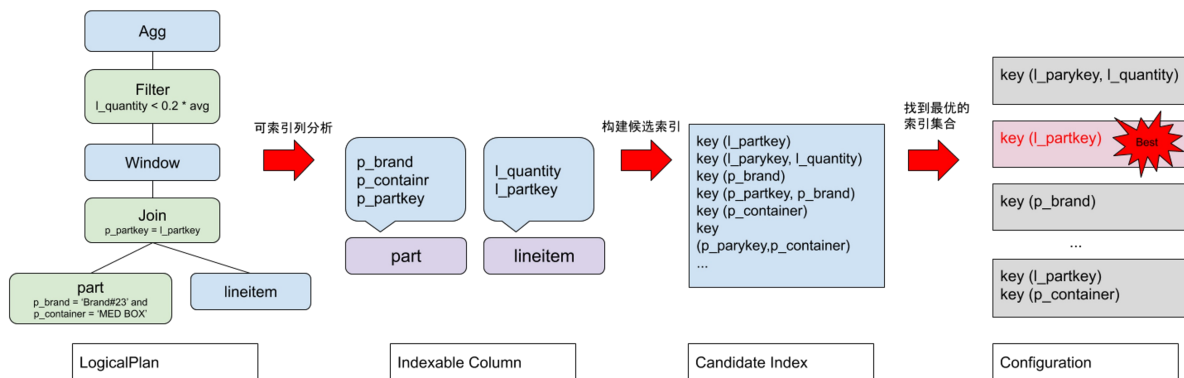 Agg
Filter
l_quantity < 0.2 * avg
Window
Join
p_partkey = l_partkey
part
p_brand = 'Brand#23' and
p_container = 'MED BOX'
lineitem
LogicalPlan
可索引列分析
p_brand
p_containr
p_partkey
l_quantity
l_partkey
part
lineitem
Indexable Column
构建候选索引
key (l_partkey)
key (l_parykey, l_quantity)
key (p_brand)
key (p_partkey, p_brand)
key (p_container)
key
(p_parykey,p_container)
...
Candidate Index
找到最优的
索引集合
key (l_parykey, l_quantity)
key (l_partkey)
Best
key (p_brand)
...
key (l_partkey)
key (p_container)
Configuration